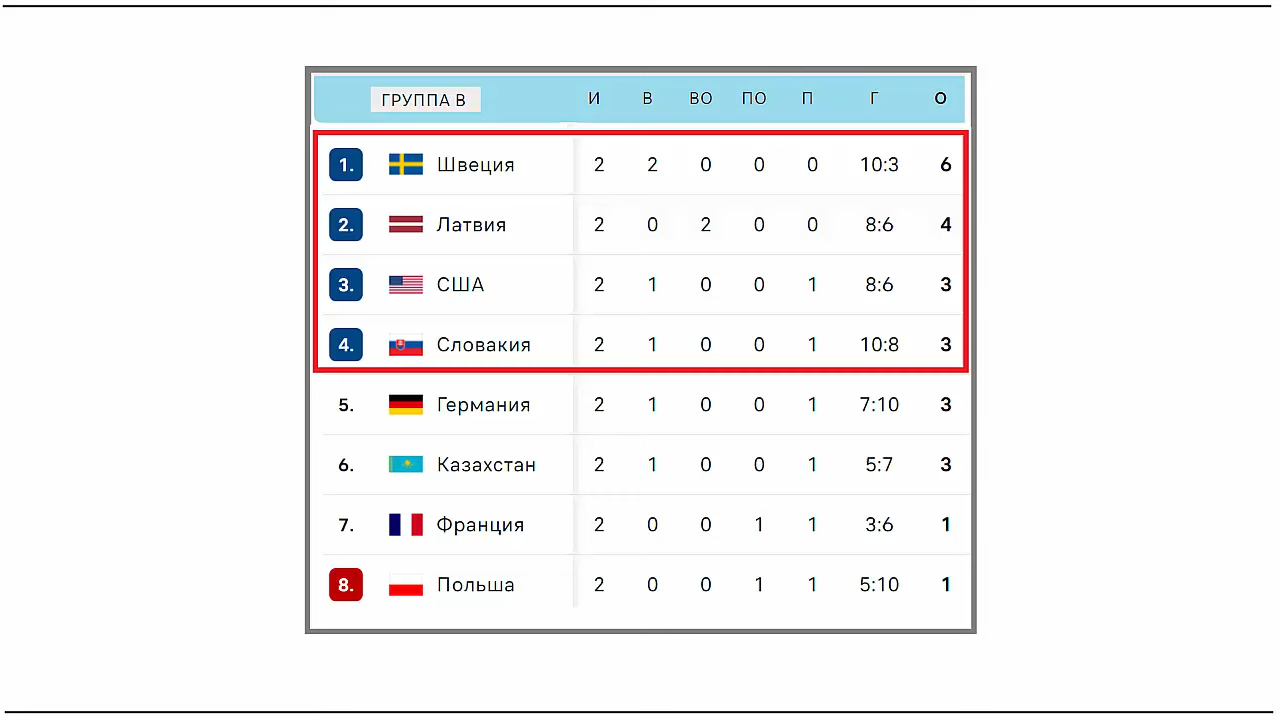 ГРУППА В И В ВО ПО П Г О
1. Швеция 2 2 0 0 0 10:3 6
2. Латвия 2 0 2 0 0 8:6 4
3. США 2 1 0 0 1 8:6 3
4. Словакия 2 1 0 0 1 10:8 3
5. Германия 2 1 0 0 1 7:10 3
6. Казахстан 2 1 0 0 1 5:7 3
7. Франция 2 0 0 1 1 3:6 1
8. Польша 2 0 0 1 1 5:10 1